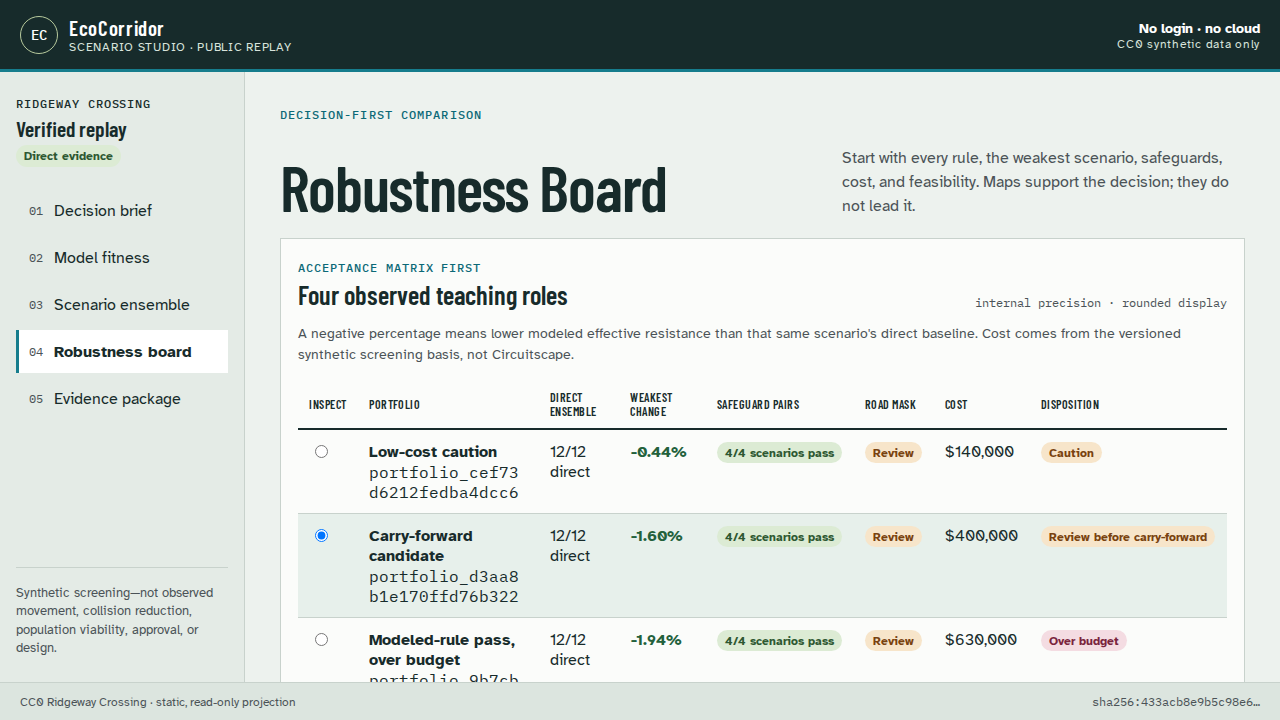 EC
EcoCorridor
SCENARIO STUDIO · PUBLIC REPLAY
No login · no cloud
CC0 synthetic data only
RIDGEWAY CROSSING
Verified replay
Direct evidence
01 Decision brief
02 Model fitness
03 Scenario ensemble
04 Robustness board
05 Evidence package
Synthetic screening—not observed
movement, collision reduction,
population viability, approval, or
design.
DECISION-FIRST COMPARISON
Robustness Board
Start with every rule, the weakest scenario, safeguards,
cost, and feasibility. Maps support the decision; they do
not lead it.
ACCEPTANCE MATRIX FIRST
Four observed teaching roles
internal precision · rounded display
A negative percentage means lower modeled effective resistance than that same scenario's direct baseline. Cost comes from the versioned
synthetic screening basis, not Circuitscape.
INSPECT PORTFOLIO DIRECT ENSEMBLE WEAKEST CHANGE SAFEGUARD PAIRS ROAD MASK COST DISPOSITION
Low-cost caution 12/12 -0.44% 4/4 scenarios pass Review $140,000 Caution
portfolio_cef73 direct
d6212fedba4dcc6
Carry-forward 12/12 -1.60% 4/4 scenarios pass Review $400,000 Review before carry-forward
candidate direct
portfolio_d3aa8
b1e170ffd76b322
Modeled-rule pass, 12/12 -1.94% 4/4 scenarios pass Review $630,000 Over budget
over budget direct
portfolio_9b7cb
CC0 Ridgeway Crossing · static, read-only projection
sha256:433acb8e9b5c98e6…